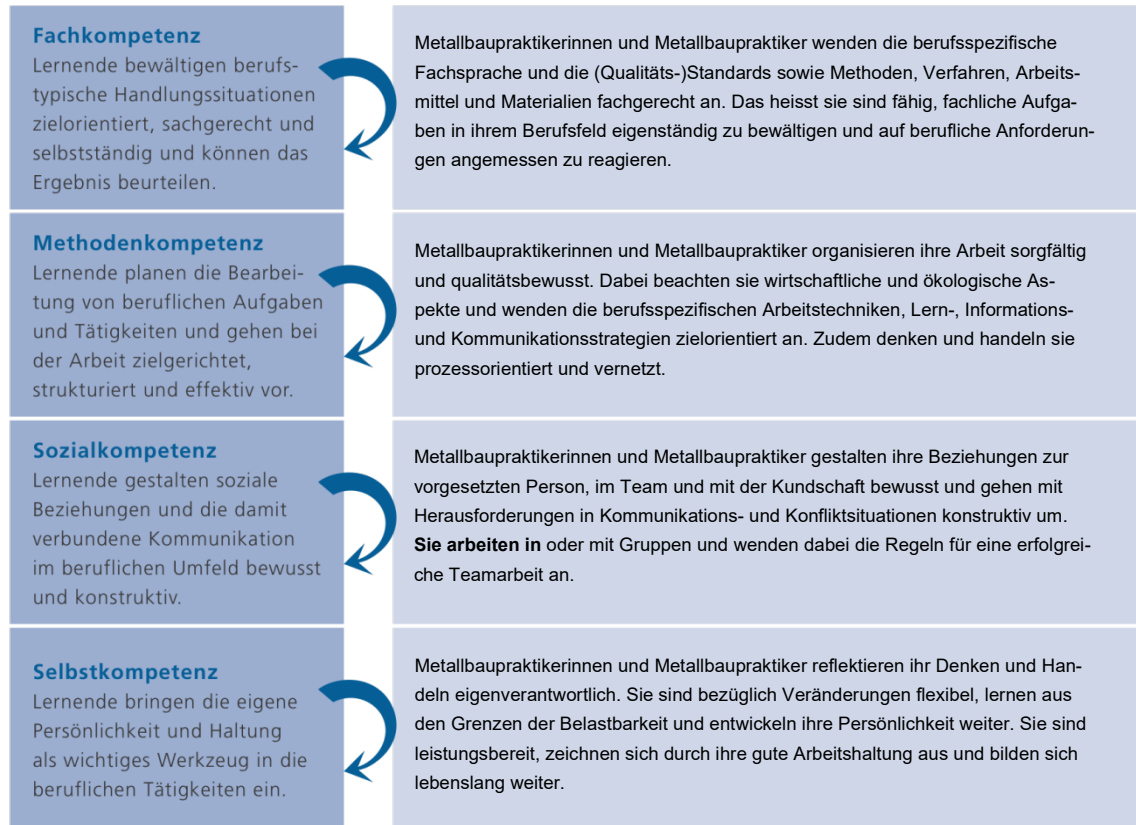 Fachkompetenz
Lernende bewältigen berufs-
typische Handlungssituationen
zielorientiert, sachgerecht und
selbstständig und können das
Ergebnis beurteilen.
Metallbaupraktikerinnen und Metallbaupraktiker wenden die berufsspezifische
Fachsprache und die (Qualitäts-)Standards sowie Methoden, Verfahren, Arbeits-
mittel und Materialien fachgerecht an. Das heisst sie sind fähig, fachliche Aufga-
ben in ihrem Berufsfeld eigenständig zu bewältigen und auf berufliche Anforderun-
gen angemessen zu reagieren.
Methodenkompetenz
Lernende planen die Bearbei-
tung von beruflichen Aufgaben
und Tätigkeiten und gehen bei
der Arbeit zielgerichtet,
strukturiert und effektiv vor.
Metallbaupraktikerinnen und Metallbaupraktiker organisieren ihre Arbeit sorgfältig
und qualitätsbewusst. Dabei beachten sie wirtschaftliche und ökologische As-
pekte und wenden die berufsspezifischen Arbeitstechniken, Lern-, Informations-
und Kommunikationsstrategien zielorientiert an. Zudem denken und handeln sie
prozessorientiert und vernetzt.
Sozialkompetenz
Lernende gestalten soziale
Beziehungen und die damit
verbundene Kommunikation
im beruflichen Umfeld bewusst
und konstruktiv.
Metallbaupraktikerinnen und Metallbaupraktiker gestalten ihre Beziehungen zur
vorgesetzten Person, im Team und mit der Kundschaft bewusst und gehen mit
Herausforderungen in Kommunikations- und Konfliktsituationen konstruktiv um.
Sie arbeiten in oder mit Gruppen und wenden dabei die Regeln für eine erfolgrei-
che Teamarbeit an.
Selbstkompetenz
Lernende bringen die eigene
Persönlichkeit und Haltung
als wichtiges Werkzeug in die
beruflichen Tätigkeiten ein.
Metallbaupraktikerinnen und Metallbaupraktiker reflektieren ihr Denken und Han-
deln eigenverantwortlich. Sie sind bezüglich Veränderungen flexibel, lernen aus
den Grenzen der Belastbarkeit und entwickeln ihre Persönlichkeit weiter. Sie sind
leistungsbereit, zeichnen sich durch ihre gute Arbeitshaltung aus und bilden sich
lebenslang weiter.